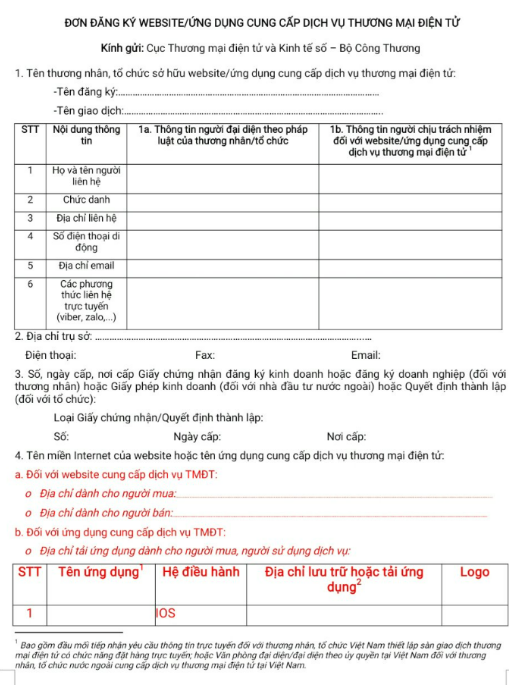 ĐƠN ĐĂNG KÝ WEBSITE/ỨNG DỤNG CUNG CẤP DỊCH VỤ THƯƠNG MẠI ĐIỆN TỬ
Kính gửi: Cục Thương mại điện tử và Kinh tế số – Bộ Công Thương
1. Tên thương nhân, tổ chức sở hữu website/ứng dụng cung cấp dịch vụ thương mại điện tử:
-Tên đăng ký:
-Tên giao dịch:
STT Nội dung thông tin 1a. Thông tin người đại diện theo pháp luật của thương nhân/tổ chức 1b. Thông tin người chịu trách nhiệm đối với website/ứng dụng cung cấp dịch vụ thương mại điện tử 1
1 Họ và tên người liên hệ
2 Chức danh
3 Địa chỉ liên hệ
4 Số điện thoại di động
5 Địa chỉ email
6 Các phương thức liên hệ trực tuyến (viber, zalo,...)
2. Địa chỉ trụ sở:
Điện thoại: Fax: Email:
3. Số, ngày cấp, nơi cấp Giấy chứng nhận đăng ký kinh doanh hoặc đăng ký doanh nghiệp (đối với
thương nhân) hoặc Giấy phép kinh doanh (đối với nhà đầu tư nước ngoài) hoặc Quyết định thành lập
(đối với tổ chức):
Loại Giấy chứng nhận/Quyết định thành lập:
Số: Ngày cấp: Nơi cấp:
4. Tên miền Internet của website hoặc tên ứng dụng cung cấp dịch vụ thương mại điện tử:
a. Đối với website cung cấp dịch vụ TMĐT:
o Địa chỉ dành cho người mua:
o Địa chỉ dành cho người bán:
b. Đối với ứng dụng cung cấp dịch vụ TMĐT:
o Địa chỉ tải ứng dụng dành cho người mua, người sử dụng dịch vụ:
STT Tên ứng dụng1 Hệ điều hành Địa chỉ lưu trữ hoặc tải ứng dụng2 Logo
1 IOS
1 Bao gồm đầu mối tiếp nhận yêu cầu thông tin trực tuyến đối với thương nhân, tổ chức Việt Nam thiết lập sàn giao dịch thương
mại điện tử có chức năng đặt hàng trực tuyến; hoặc Văn phòng đại diện/đại diện theo ủy quyền tại Việt Nam đối với thương
nhân, tổ chức nước ngoài cung cấp dịch vụ thương mại điện tử tại Việt Nam.